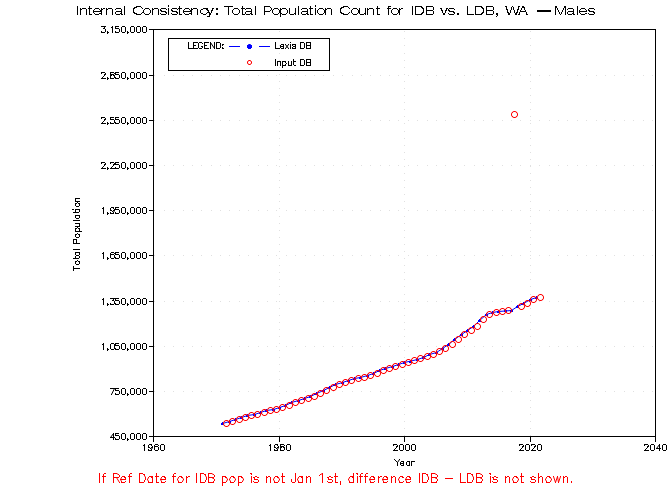 Internal Consistency: Total Population Count for IDB vs. LDB, WA — Males
3,150,000
2,850,000
2,550,000
2,250,000
1,950,000
1,650,000
1,350,000
1,050,000
750,000
450,000
Total Population
LEGEND: Lexis DB
Input DB
1960 1980 2000 2020 2040
Year
If Ref Date for IDB pop is not Jan 1st, difference IDB – LDB is not shown.